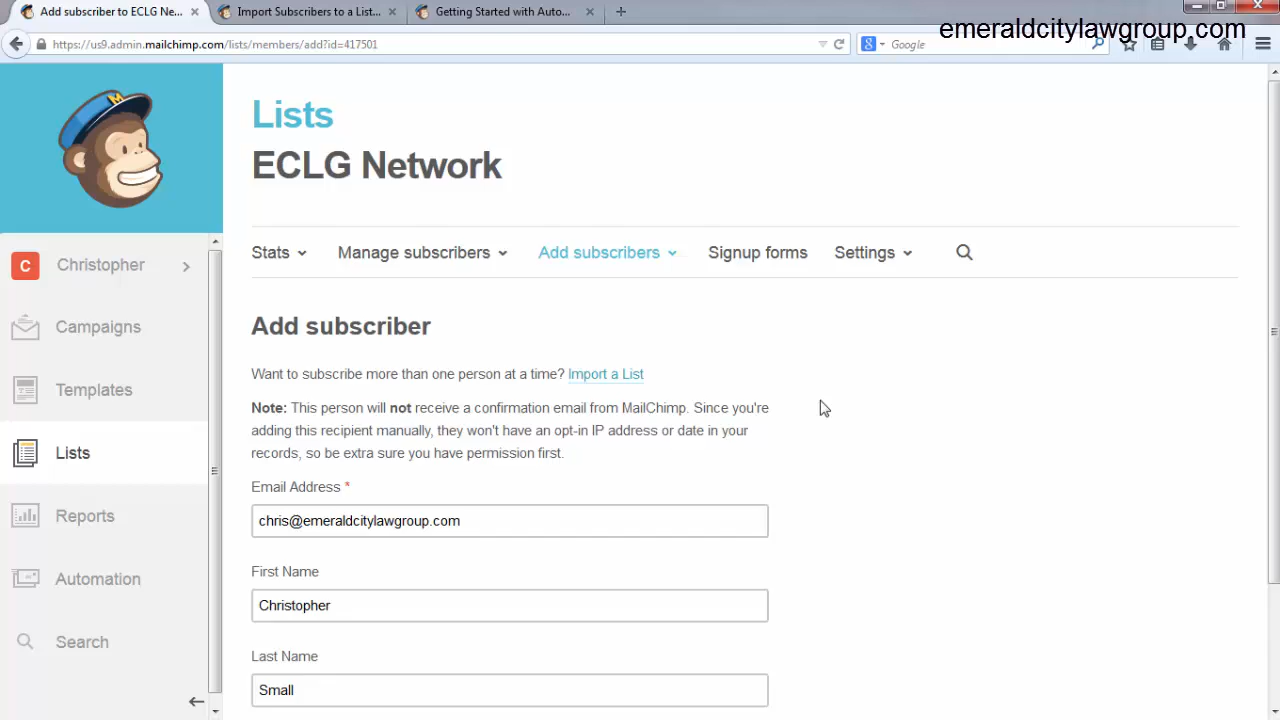 Add subscriber to ECLG Ne...
Import Subscribers to a List...
Getting Started with Auto...
https://us9.admin.mailchimp.com/lists/members/add?id=417501
Google
emeraldcitylawgroup.com
M
Lists
ECLG Network
Stats
Manage subscribers
Add subscribers
Signup forms
Settings
C
Christopher
Campaigns
Templates
Lists
Reports
Automation
Search
Add subscriber
Want to subscribe more than one person at a time? Import a List
Note: This person will not receive a confirmation email from MailChimp. Since you're
adding this recipient manually, they won't have an opt-in IP address or date in your
records, so be extra sure you have permission first.
Email Address *
chris@emeraldcitylawgroup.com
First Name
Christopher
Last Name
Small